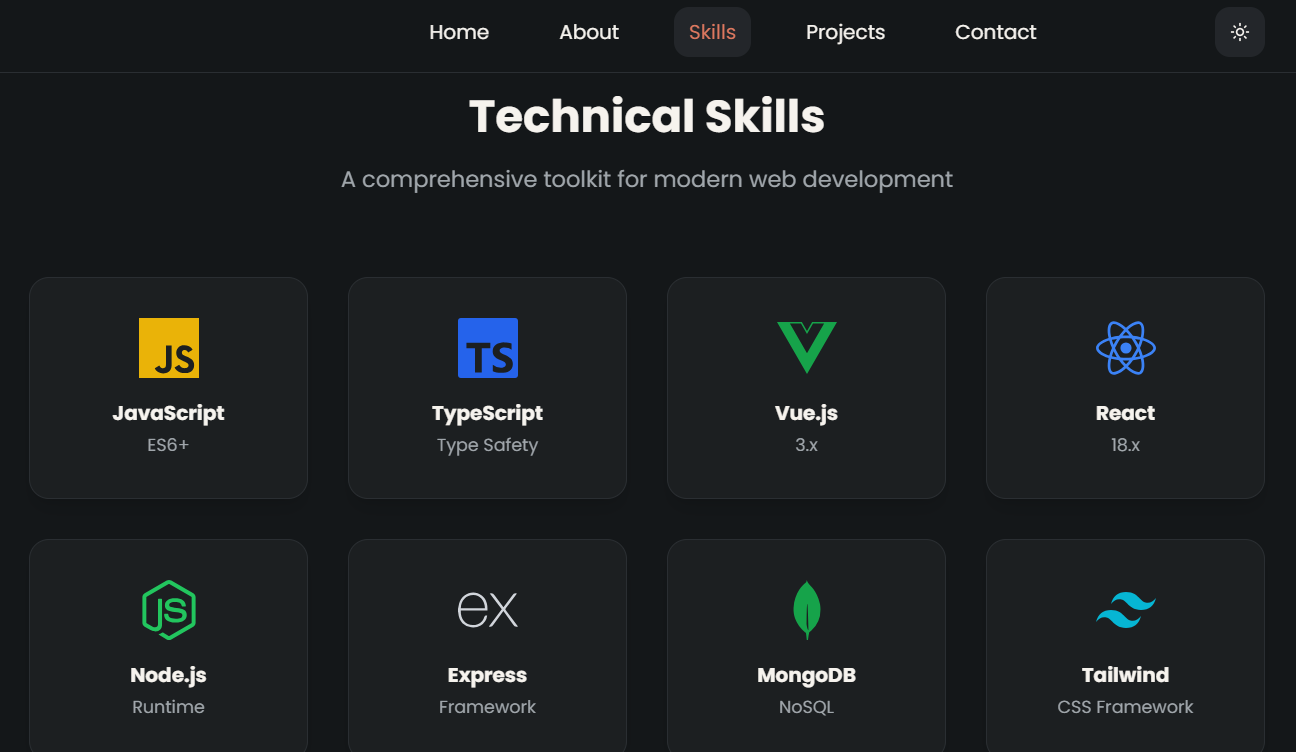 Home About Skills Projects Contact
Technical Skills
A comprehensive toolkit for modern web development
JS TS
JavaScript TypeScript Vue.js React
ES6+ Type Safety 3.x 18.x
JS ex
Node.js Express MongoDB Tailwind
Runtime Framework NoSQL CSS Framework